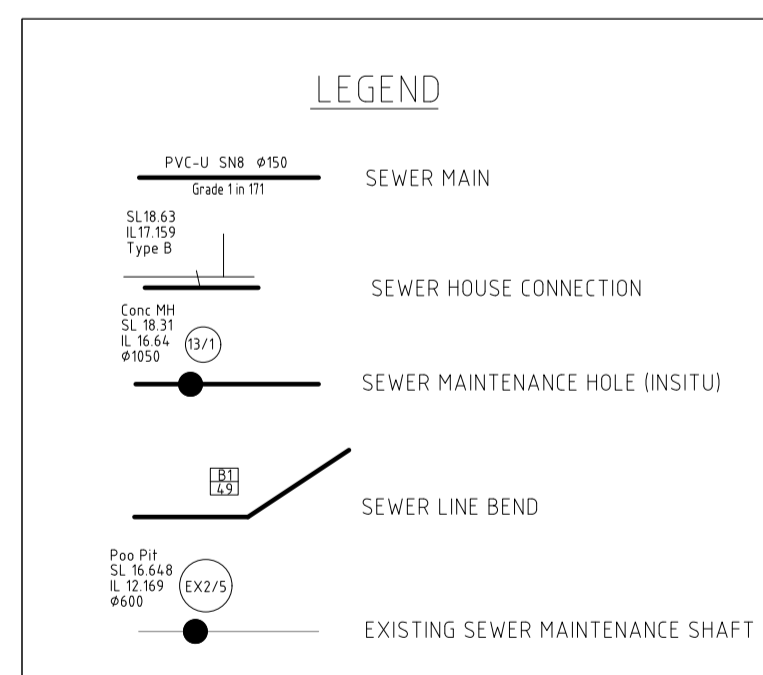 LEGEND
PVC-U SN8 Ø150
Grade 1 in 171
SEWER MAIN
SL18.63
IL17.159
Type B
SEWER HOUSE CONNECTION
Conc MH
SL 18.31
IL 16.64
Ø1050
13/1
SEWER MAINTENANCE HOLE (INSITU)
B1
49
SEWER LINE BEND
Poo Pit
SL 16.648
IL 12.169
Ø600
EX2/5
EXISTING SEWER MAINTENANCE SHAFT